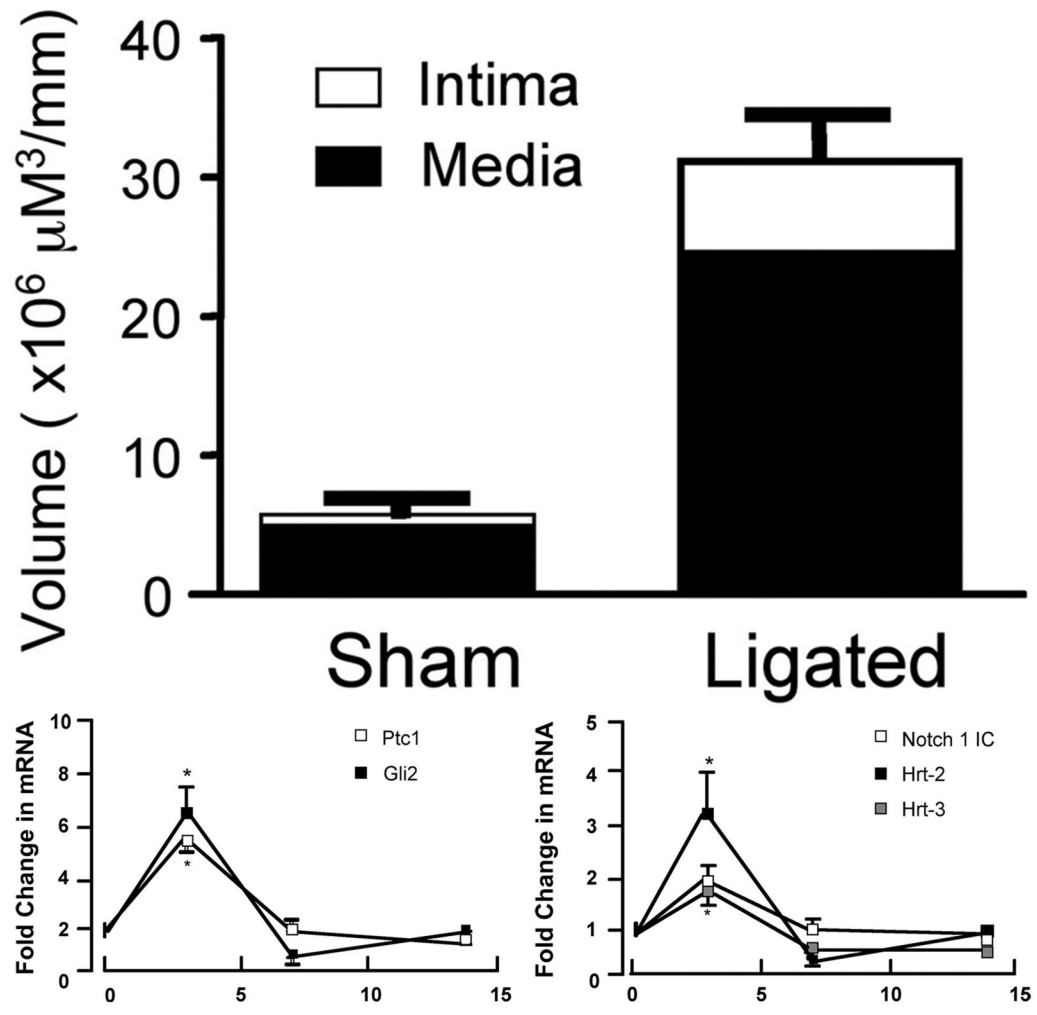 Volume ( x10⁶ μM³/mm)
40
30
20
10
0
Intima
Media
Sham
Ligated
Fold Change in mRNA
10
8
6
4
2
0
Ptc1
Gli2
*
*
0 5 10 15
Fold Change in mRNA
5
4
3
2
1
0
Notch 1 IC
Hrt-2
Hrt-3
*
*
0 5 10 15